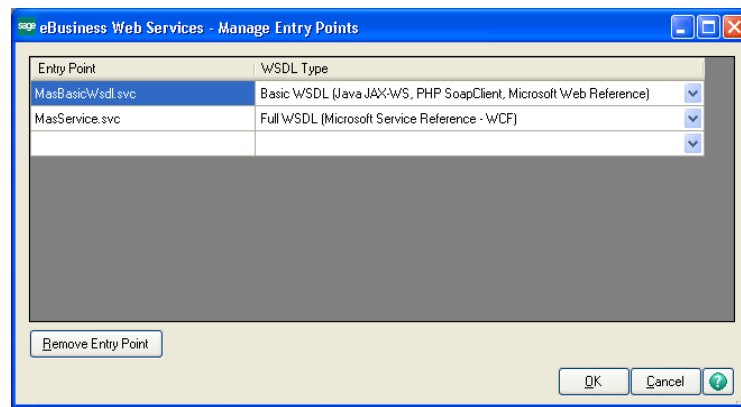 sage eBusiness Web Services - Manage Entry Points
Entry Point WSDL Type
MasBasicWsdl.svc Basic WSDL (Java JAX-WS, PHP SoapClient, Microsoft Web Reference)
MasService.svc Full WSDL (Microsoft Service Reference - WCF)
Remove Entry Point
OK Cancel ?